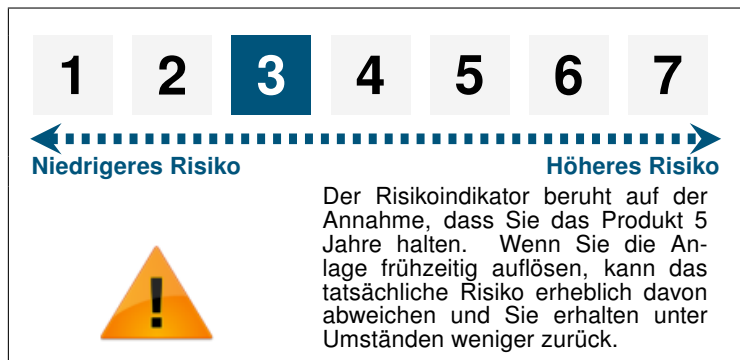 1 2 3 4 5 6 7
Niedrigeres Risiko Höheres Risiko
Der Risikoindikator beruht auf der
Annahme, dass Sie das Produkt 5
Jahre halten. Wenn Sie die An-
lage frühzeitig auflösen, kann das
tatsächliche Risiko erheblich davon
abweichen und Sie erhalten unter
Umständen weniger zurück.
!